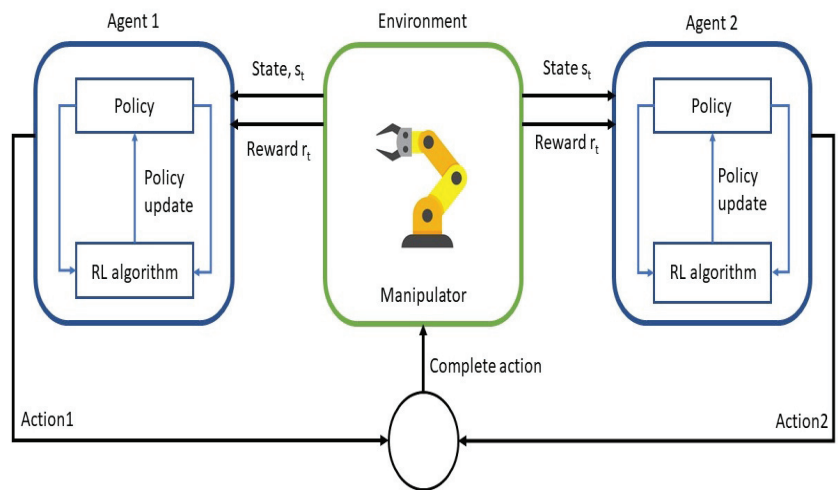 Agent 1
Environment
Agent 2
State, sₜ
State sₜ
Policy
Policy
Reward rₜ
Reward rₜ
Policy
update
Policy
update
RL algorithm
RL algorithm
Manipulator
Complete action
Action1
Action2